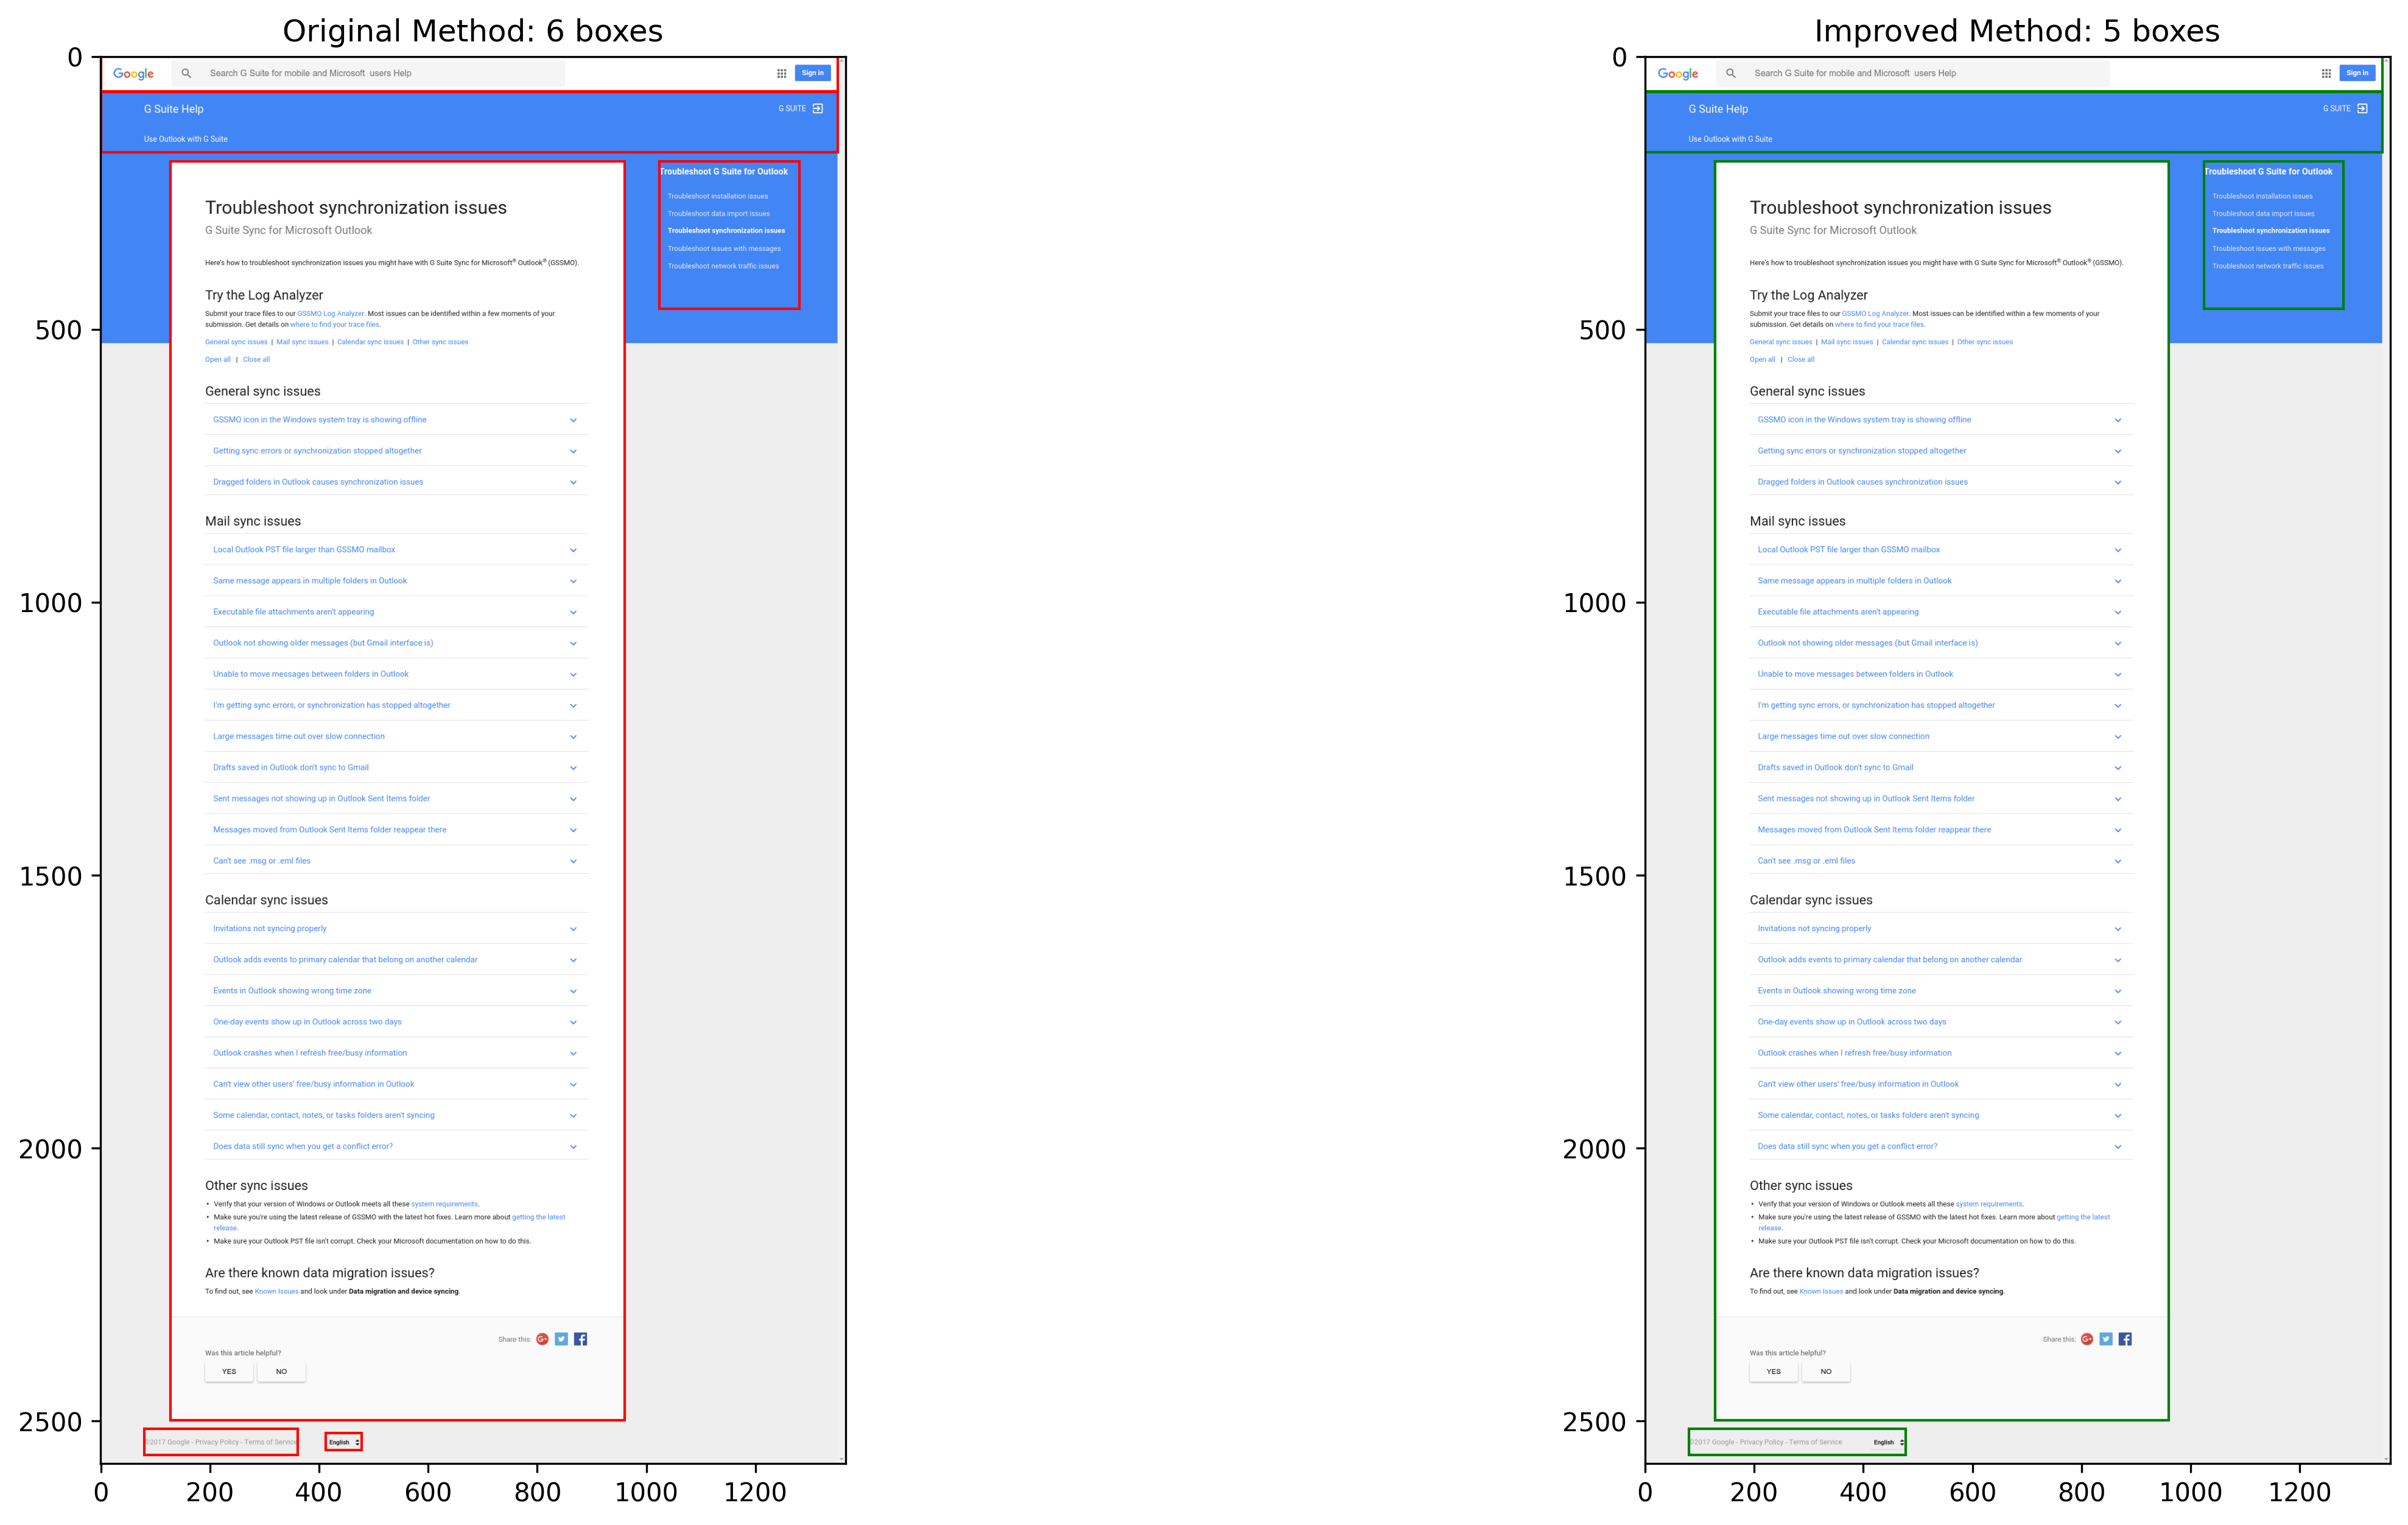 Original Method: 6 boxes
0
500
1000
1500
2000
2500
0
200
400
600
800
1000
1200
Google
Search G Suite for mobile and Microsoft users Help
Sign in
G Suite Help
G SUITE
Use Outlook with G Suite
Troubleshoot G Suite for Outlook
Troubleshoot installation issues
Troubleshoot data import issues
Troubleshoot synchronization issues
Troubleshoot issues with messages
Troubleshoot network traffic issues
Troubleshoot synchronization issues
G Suite Sync for Microsoft Outlook
Here's how to troubleshoot synchronization issues you might have with G Suite Sync for Microsoft® Outlook® (GSSMO).
Try the Log Analyzer
Submit your trace files to our GSSMO Log Analyzer. Most issues can be identified within a few moments of your
submission. Get details on where to find your trace files.
General sync issues | Mail sync issues | Calendar sync issues | Other sync issues
Open all | Close all
General sync issues
GSSMO icon in the Windows system tray is showing offline
Getting sync errors or synchronization stopped altogether
Dragged folders in Outlook causes synchronization issues
Mail sync issues
Local Outlook PST file larger than GSSMO mailbox
Same message appears in multiple folders in Outlook
Executable file attachments aren't appearing
Outlook not showing older messages (but Gmail interface is)
Unable to move messages between folders in Outlook
I'm getting sync errors, or synchronization has stopped altogether
Large messages time out over slow connection
Drafts saved in Outlook don't sync to Gmail
Sent messages not showing up in Outlook Sent Items folder
Messages moved from Outlook Sent Items folder reappear there
Can't see .msg or .eml files
Calendar sync issues
Invitations not syncing properly
Outlook adds events to primary calendar that belong on another calendar
Events in Outlook showing wrong time zone
One-day events show up in Outlook across two days
Outlook crashes when I refresh free/busy information
Can't view other users' free/busy information in Outlook
Some calendar, contact, notes, or tasks folders aren't syncing
Does data still sync when you get a conflict error?
Other sync issues
• Verify that your version of Windows or Outlook meets all these system requirements.
• Make sure you're using the latest release of GSSMO with the latest hot fixes. Learn more about getting the latest
release.
• Make sure your Outlook PST file isn't corrupt. Check your Microsoft documentation on how to do this.
Are there known data migration issues?
To find out, see Known Issues and look under Data migration and device syncing.
Share this:
Was this article helpful?
YES
NO
©2017 Google - Privacy Policy - Terms of Service
English
Improved Method: 5 boxes
0
500
1000
1500
2000
2500
0
200
400
600
800
1000
1200
Google
Search G Suite for mobile and Microsoft users Help
Sign in
G Suite Help
G SUITE
Use Outlook with G Suite
Troubleshoot G Suite for Outlook
Troubleshoot installation issues
Troubleshoot data import issues
Troubleshoot synchronization issues
Troubleshoot issues with messages
Troubleshoot network traffic issues
Troubleshoot synchronization issues
G Suite Sync for Microsoft Outlook
Here's how to troubleshoot synchronization issues you might have with G Suite Sync for Microsoft® Outlook® (GSSMO).
Try the Log Analyzer
Submit your trace files to our GSSMO Log Analyzer. Most issues can be identified within a few moments of your
submission. Get details on where to find your trace files.
General sync issues | Mail sync issues | Calendar sync issues | Other sync issues
Open all | Close all
General sync issues
GSSMO icon in the Windows system tray is showing offline
Getting sync errors or synchronization stopped altogether
Dragged folders in Outlook causes synchronization issues
Mail sync issues
Local Outlook PST file larger than GSSMO mailbox
Same message appears in multiple folders in Outlook
Executable file attachments aren't appearing
Outlook not showing older messages (but Gmail interface is)
Unable to move messages between folders in Outlook
I'm getting sync errors, or synchronization has stopped altogether
Large messages time out over slow connection
Drafts saved in Outlook don't sync to Gmail
Sent messages not showing up in Outlook Sent Items folder
Messages moved from Outlook Sent Items folder reappear there
Can't see .msg or .eml files
Calendar sync issues
Invitations not syncing properly
Outlook adds events to primary calendar that belong on another calendar
Events in Outlook showing wrong time zone
One-day events show up in Outlook across two days
Outlook crashes when I refresh free/busy information
Can't view other users' free/busy information in Outlook
Some calendar, contact, notes, or tasks folders aren't syncing
Does data still sync when you get a conflict error?
Other sync issues
• Verify that your version of Windows or Outlook meets all these system requirements.
• Make sure you're using the latest release of GSSMO with the latest hot fixes. Learn more about getting the latest
release.
• Make sure your Outlook PST file isn't corrupt. Check your Microsoft documentation on how to do this.
Are there known data migration issues?
To find out, see Known Issues and look under Data migration and device syncing.
Share this:
Was this article helpful?
YES
NO
©2017 Google - Privacy Policy - Terms of Service
English